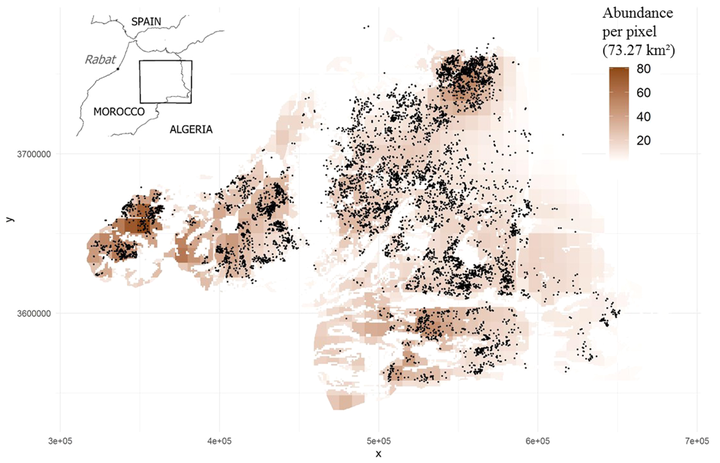 SPAIN
Rabat
MOROCCO
ALGERIA
Abundance
per pixel
(73.27 km²)
80
60
40
20
3700000
y
3600000
3e+05 4e+05 5e+05 6e+05 7e+05
x